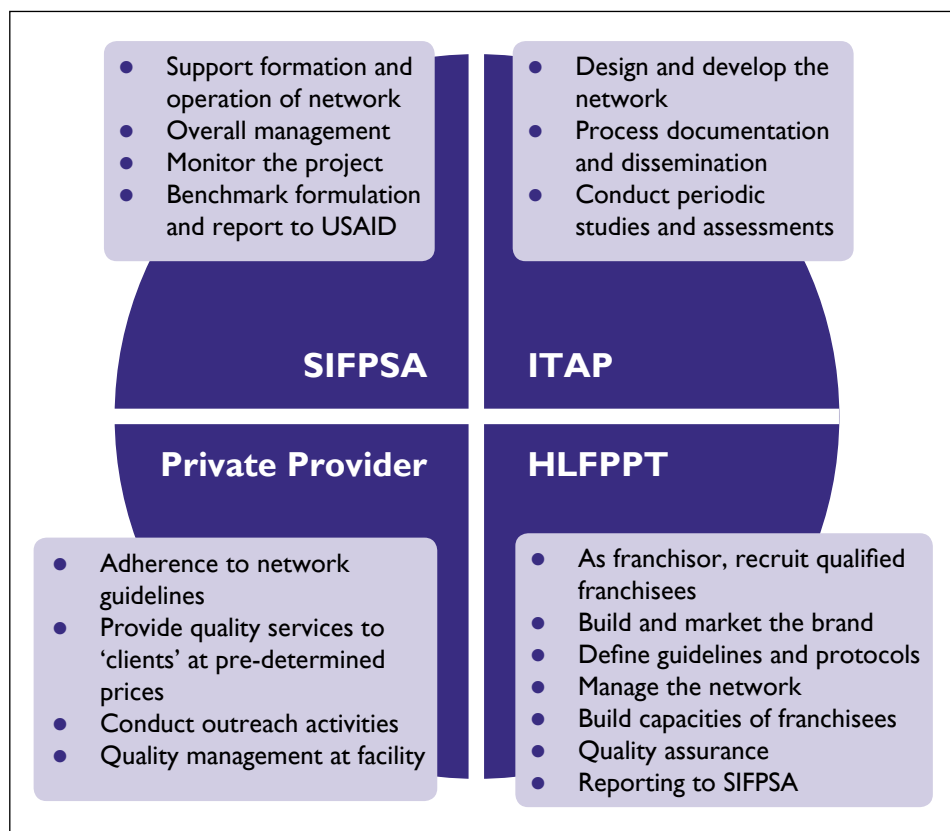 ● Support formation and
operation of network
● Overall management
● Monitor the project
● Benchmark formulation
and report to USAID
● Design and develop the
network
● Process documentation
and dissemination
● Conduct periodic
studies and assessments
SIFPSA
ITAP
Private Provider
HLFPPT
● Adherence to network
guidelines
● Provide quality services to
‘clients’ at pre-determined
prices
● Conduct outreach activities
● Quality management at facility
● As franchisor, recruit qualified
franchisees
● Build and market the brand
● Define guidelines and protocols
● Manage the network
● Build capacities of franchisees
● Quality assurance
● Reporting to SIFPSA